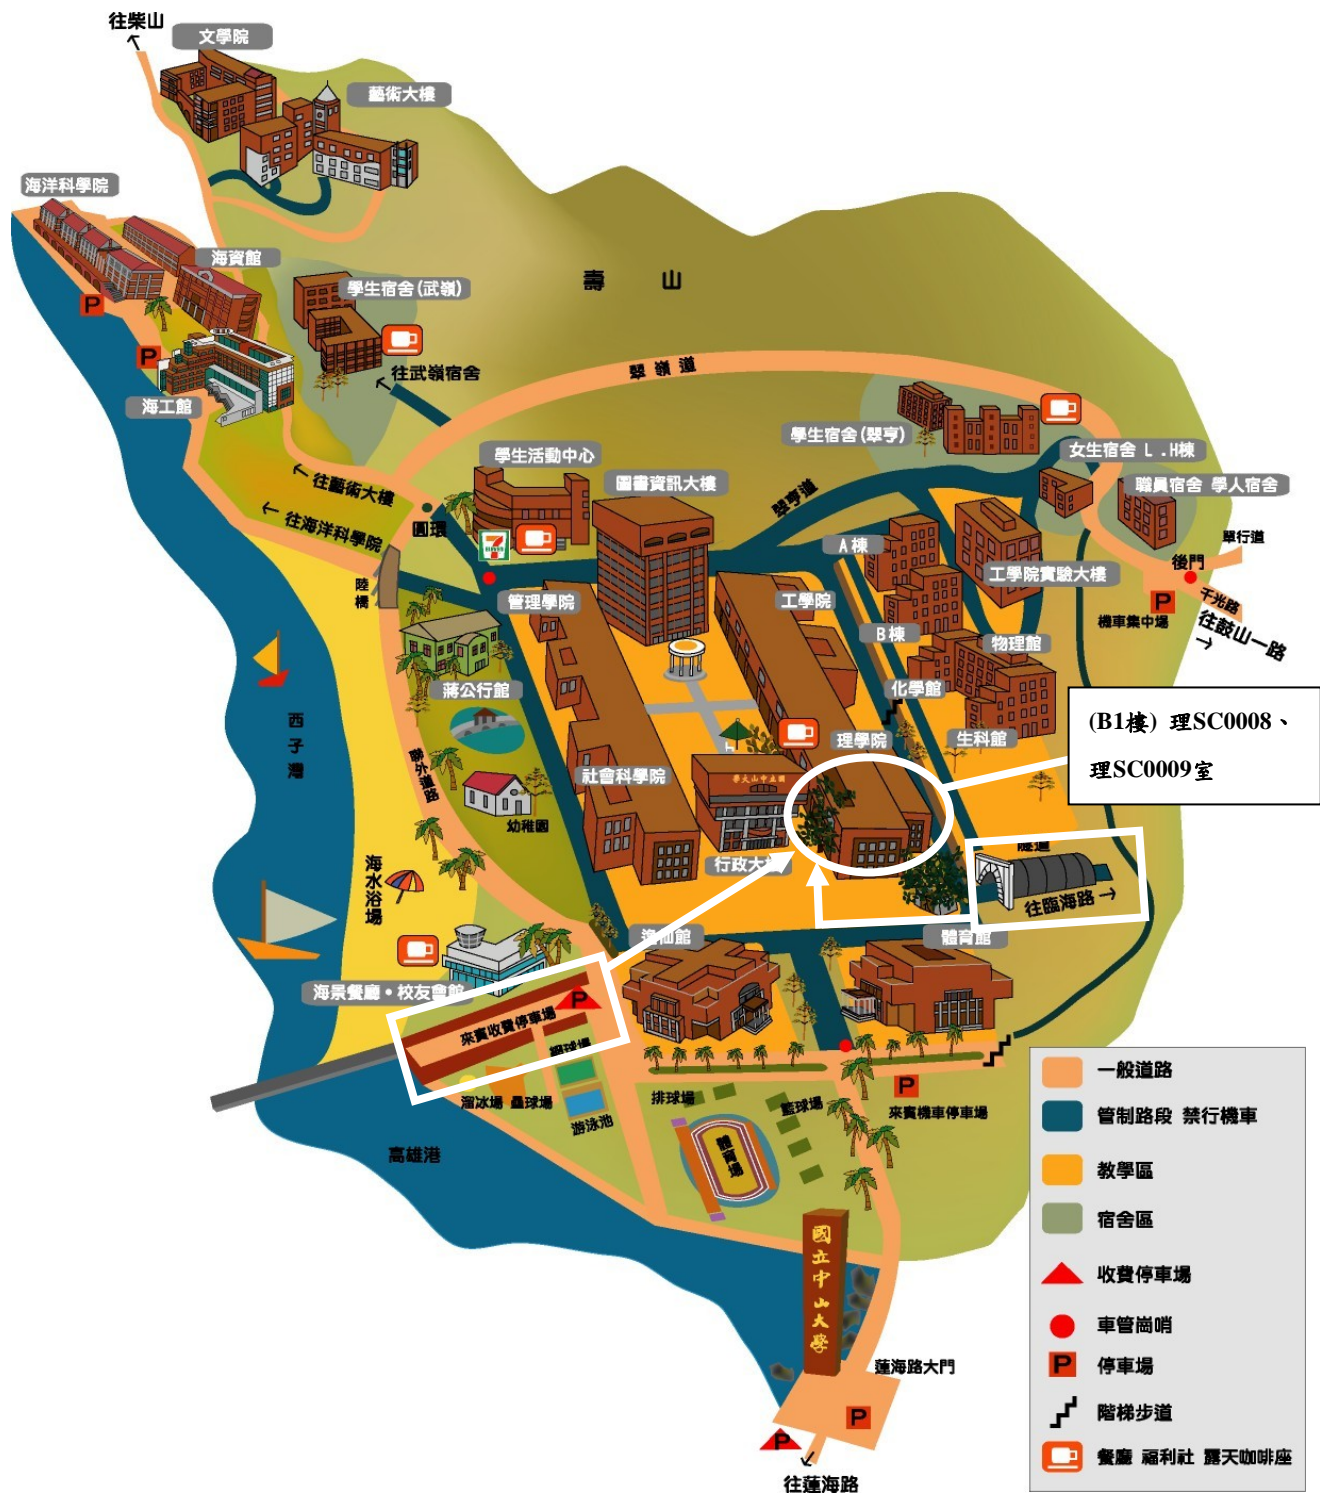 往柴山
文學院
藝術大樓
海洋科學院
海資館
學生宿舍(武嶺)
壽 山
往武嶺宿舍
翠嶺道
海工館
學生宿舍(翠亨)
女生宿舍 L.H棟
學生活動中心
圖書資訊大樓
職員宿舍 學人宿舍
往藝術大樓
翠亨道
往海洋科學院
圓環
A棟
單行道
工學院實驗大樓
後門
陸橋
管理學院
工學院
千光路
機車集中場
往鼓山一路
B棟
物理館
蔣公行館
化學館
(B1樓) 理SC0008、
理SC0009室
西子灣
聯外道路
理學院
生科館
社會科學院
國立中山大學
幼稚園
行政大樓
隧道
海水浴場
往臨海路
逸仙館
體育館
海景餐廳•校友會館
P
來賓收費停車場
網球場
溜冰場 壘球場
游泳池
排球場
籃球場
來賓機車停車場
體育場
高雄港
國立中山大學
蓮海路大門
往蓮海路
一般道路
管制路段 禁行機車
教學區
宿舍區
收費停車場
車管崗哨
P 停車場
階梯步道
餐廳 福利社 露天咖啡座